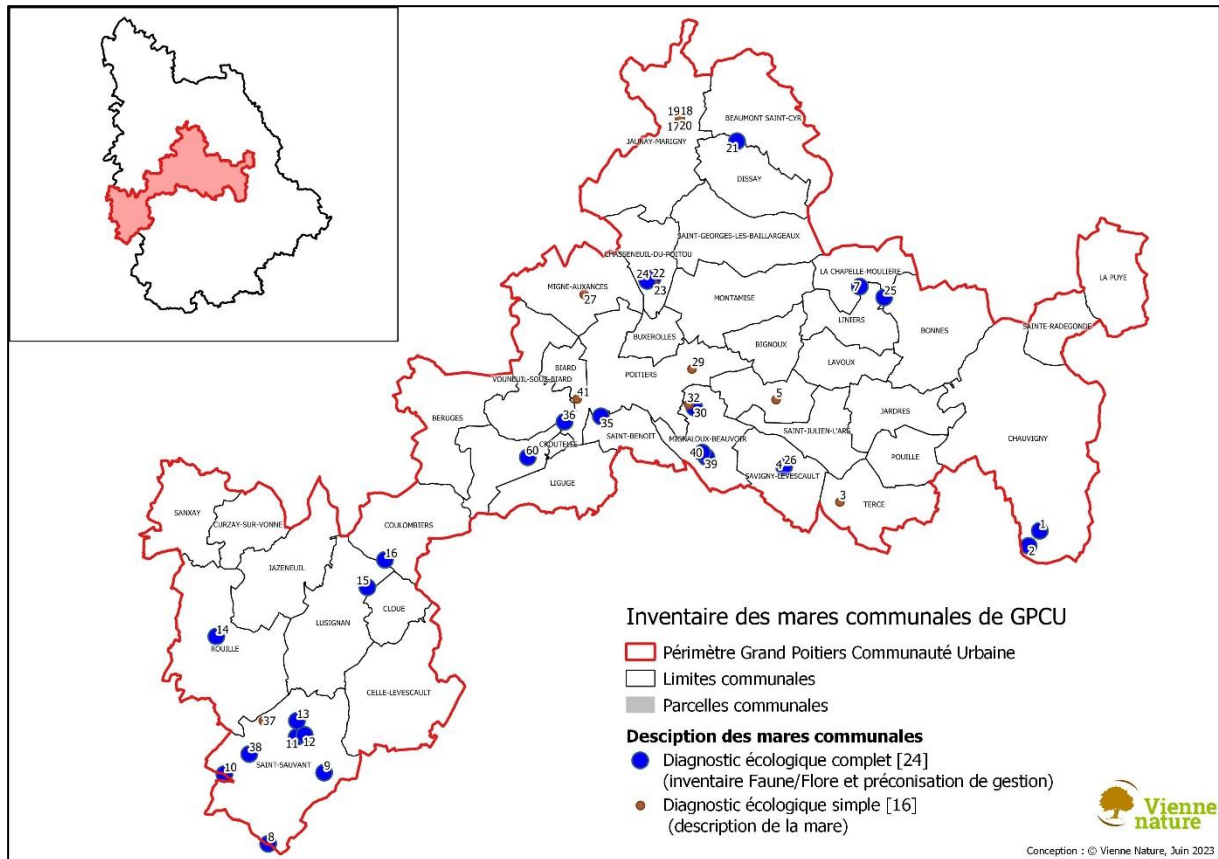 1918
BEAUMONT SAINT-CYR
1720
JAUNAY-MARIGNY
21
DISSAY
SAINT-GEORGES-LES-BAILLARGEAUX
CHASSENEUIL-DU-POITOU
24 22
23
LA CHAPELLE-MOULIERE
LA PUYE
MIGNE-AUXANCES
27
7
25
MONTAMISE
LINIERS
BONNES
SAINTE-RADEGONDE
BUXEROLLES
BIGNOUX
LAVOUX
BIARD
29
POITIERS
VOUNEUIL-SOUS-BIARD
41
5
32
30
BERUGES
36
35
JARDRES
SAINT-JULIEN-L'ARS
CHAUVIGNY
SAINT-BENOIT
MIGNALOUX-BEAUVOIR
CROUTELLE
60
40
39
POUILLE
4 26
SAVIGNY-LEVESCAULT
LIGUGE
3
TERCE
SANXAY
CURZAY-SUR-VONNE
COULOMBIERS
1
2
16
JAZENEUIL
15
CLOUE
LUSIGNAN
14
ROUILLE
CELLE-LEVESCAULT
37
13
11 12
38
SAINT-SAUVANT
10
9
8
Inventaire des mares communales de GPCU
Périmètre Grand Poitiers Communauté Urbaine
Limites communales
Parcelles communales
Desciption des mares communales
Diagnostic écologique complet [24]
(inventaire Faune/Flore et préconisation de gestion)
Diagnostic écologique simple [16]
(description de la mare)
Vienne
nature
Conception : © Vienne Nature, Juin 2023